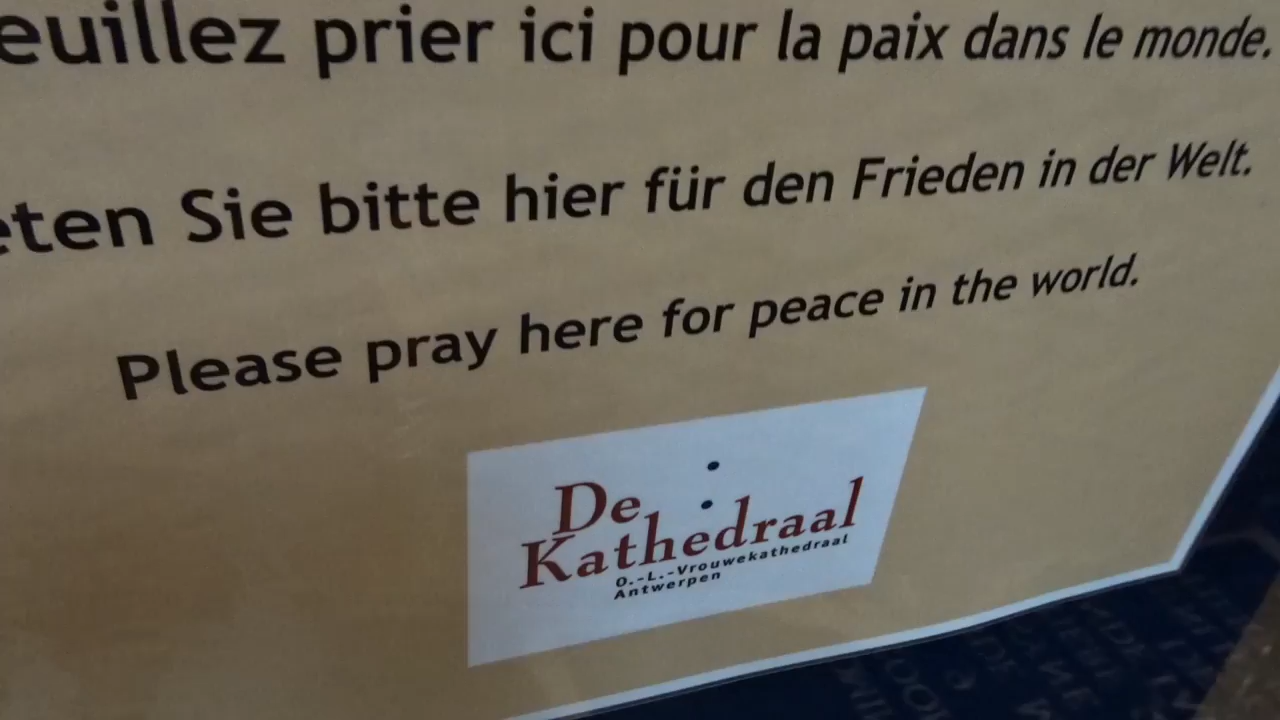 euillez prier ici pour la paix dans le monde.
eten Sie bitte hier für den Frieden in der Welt.
Please pray here for peace in the world.
De
Kathedraal
O.-L.-Vrouwekathedraal
Antwerpen